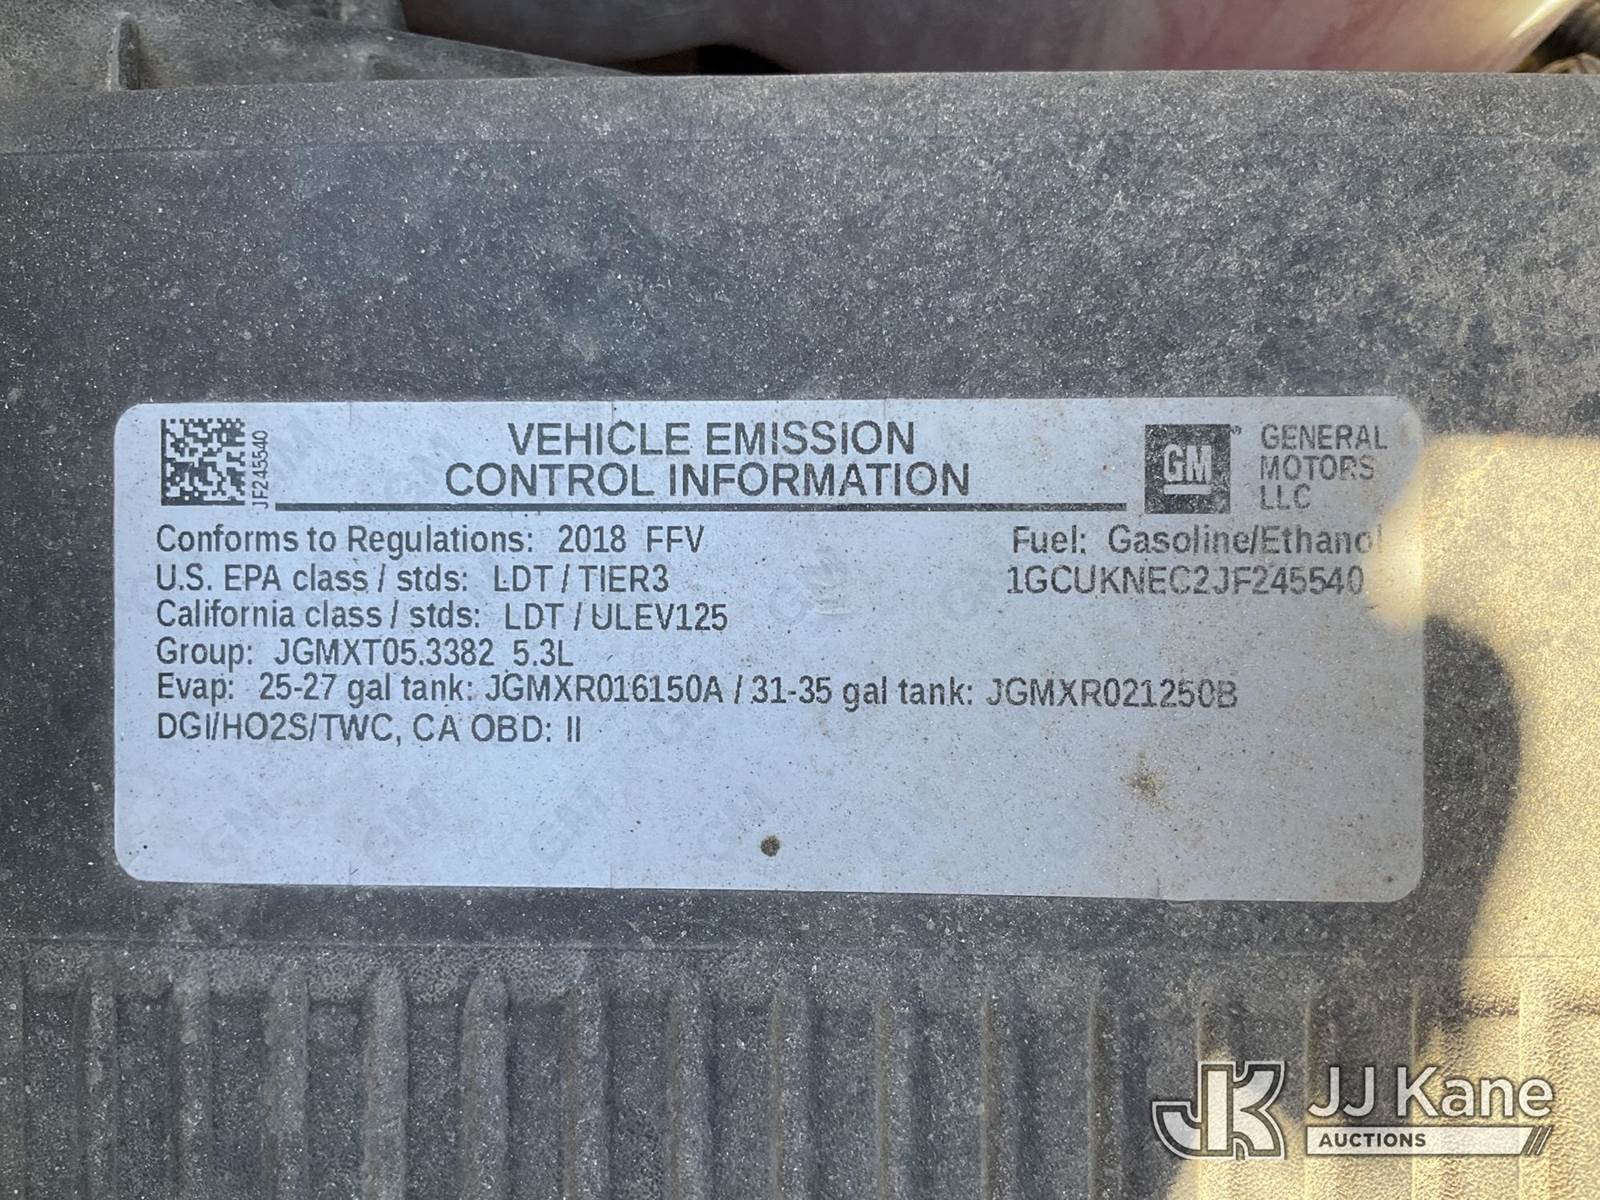 JF245540
VEHICLE EMISSION
CONTROL INFORMATION
GM
GENERAL
MOTORS
LLC
Conforms to Regulations: 2018 FFV
Fuel: Gasoline/Ethanol
U.S. EPA class / stds: LDT / TIER3
1GCUKNEC2JF245540
California class / stds: LDT / ULEV125
Group: JGMXT05.3382 5.3L
Evap: 25-27 gal tank: JGMXR016150A / 31-35 gal tank: JGMXR021250B
DGI/HO2S/TWC, CA OBD: II
JK JJ Kane
AUCTIONS